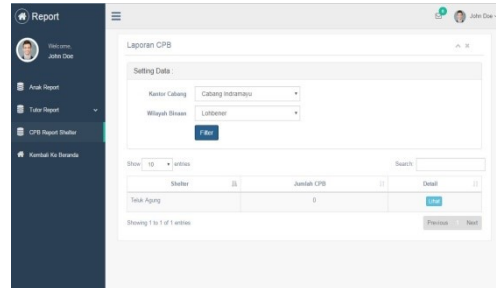 Report
John Doe
Welcome,
John Doe
Anak Report
Tutor Report
CPB Report Shelter
Kembali Ke Beranda
Laporan CPB
Setting Data :
Kantor Cabang Cabang Indramayu
Wilayah Binaan Lohbener
Filter
Show 10 entries Search:
Shelter Jumlah CPB Detail
Teluk Agung 0 Lihat
Showing 1 to 1 of 1 entries Previous Next